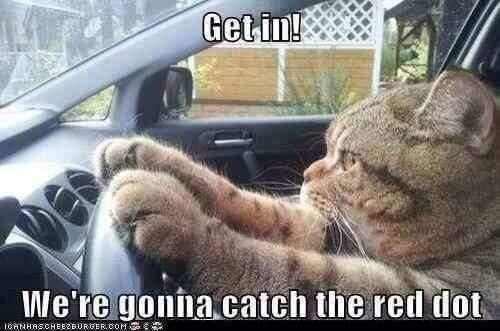 Get in!
We're gonna catch the red dot
ICANHASCHEEZBURGER.COM